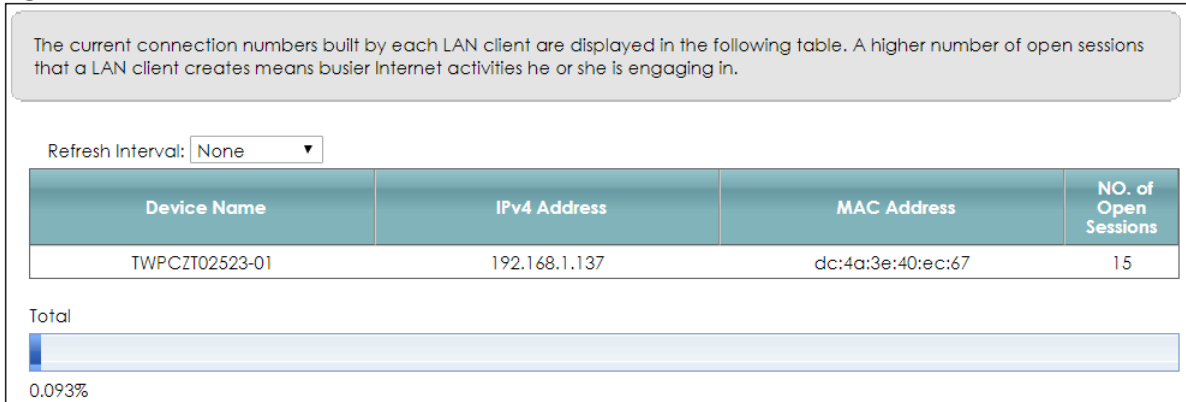 The current connection numbers built by each LAN client are displayed in the following table. A higher number of open sessions
that a LAN client creates means busier Internet activities he or she is engaging in.
Refresh Interval: None
Device Name IPv4 Address MAC Address NO. of Open Sessions
TWPCZT02523-01 192.168.1.137 dc:4a:3e:40:ec:67 15
Total
0.093%